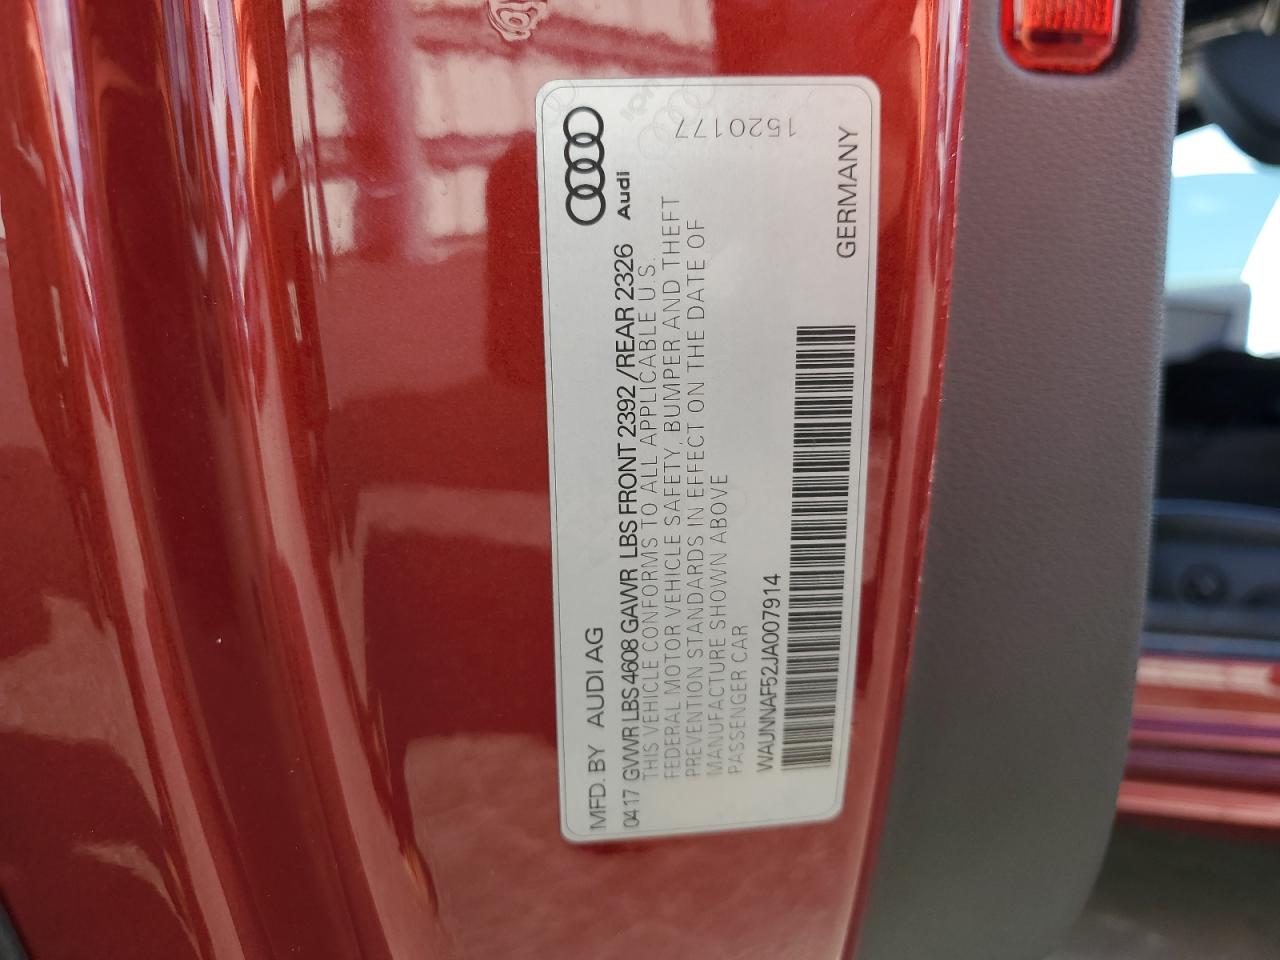 MFD. BY AUDI AG
Audi
0417 GVWR LBS 4608 GAWR LBS FRONT 2392 /REAR 2326
THIS VEHICLE CONFORMS TO ALL APPLICABLE U.S.
FEDERAL MOTOR VEHICLE SAFETY, BUMPER AND THEFT
PREVENTION STANDARDS IN EFFECT ON THE DATE OF
MANUFACTURE SHOWN ABOVE
PASSENGER CAR
WAUNNAF52JA007914
GERMANY
1520177